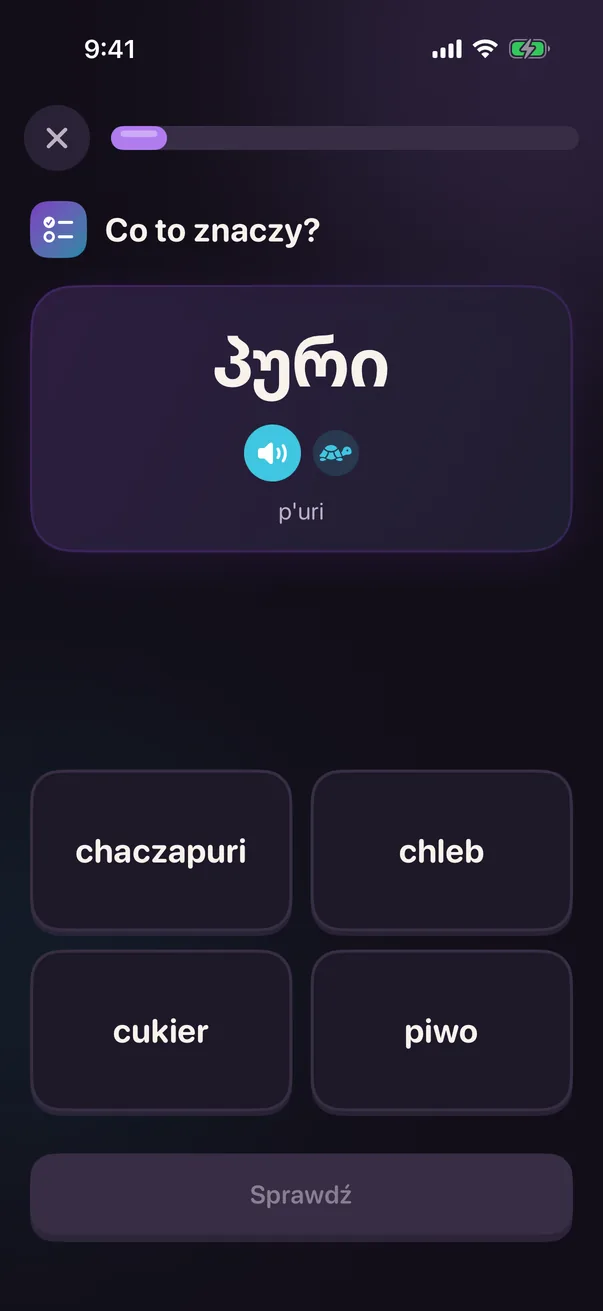 9:41
Co to znaczy?
პური
p'uri
chaczapuri
chleb
cukier
piwo
Sprawdź